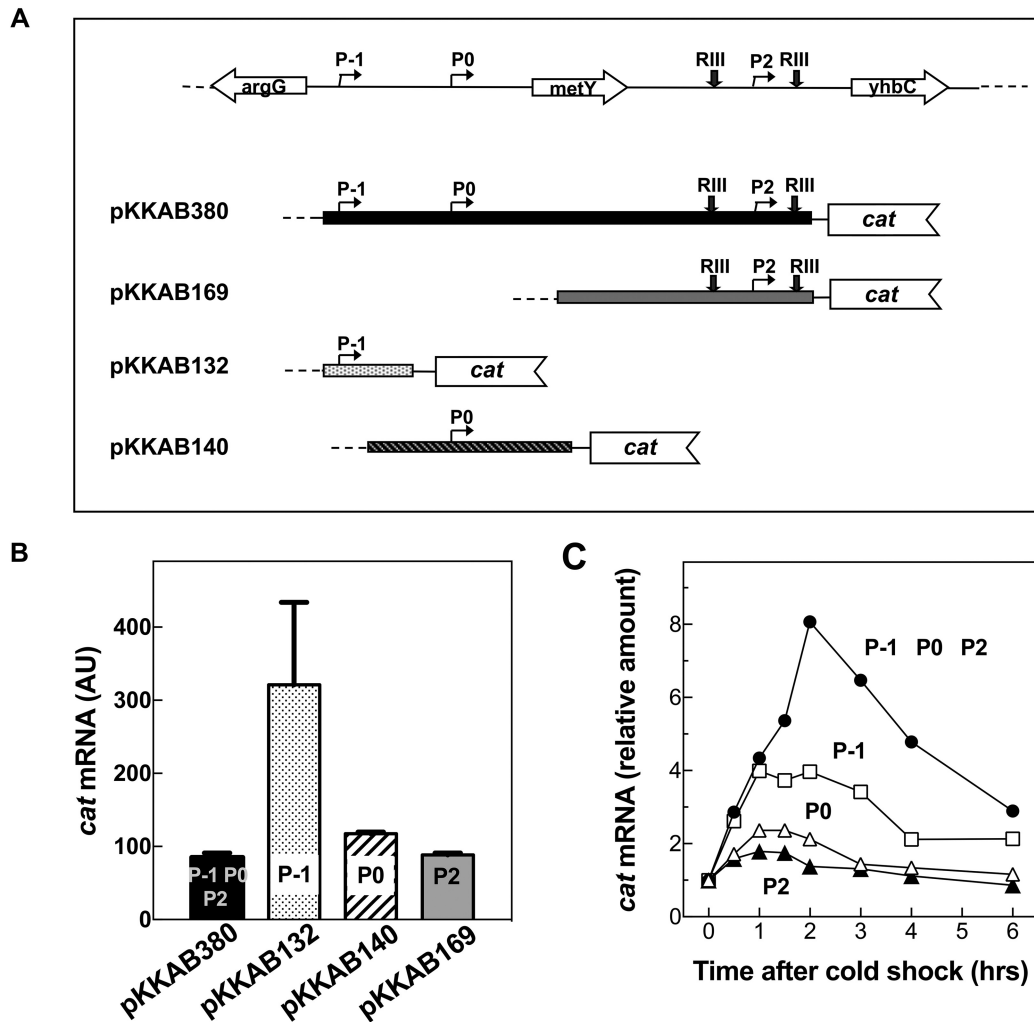 A
P-1 P0 RIII P2 RIII
argG metY yhbC
P-1 P0 RIII P2 RIII
pKKAB380 cat
RIII P2 RIII
pKKAB169 cat
P-1
pKKAB132 cat
P0
pKKAB140 cat
B
cat mRNA (AU)
400
300
200
100
0
P-1 P0
P2
P-1
P0
P2
pKKAB380
pKKAB132
pKKAB140
pKKAB169
C
cat mRNA (relative amount)
8
6
4
2
0
P-1 P0 P2
P-1
P0
P2
0 1 2 3 4 5 6
Time after cold shock (hrs)